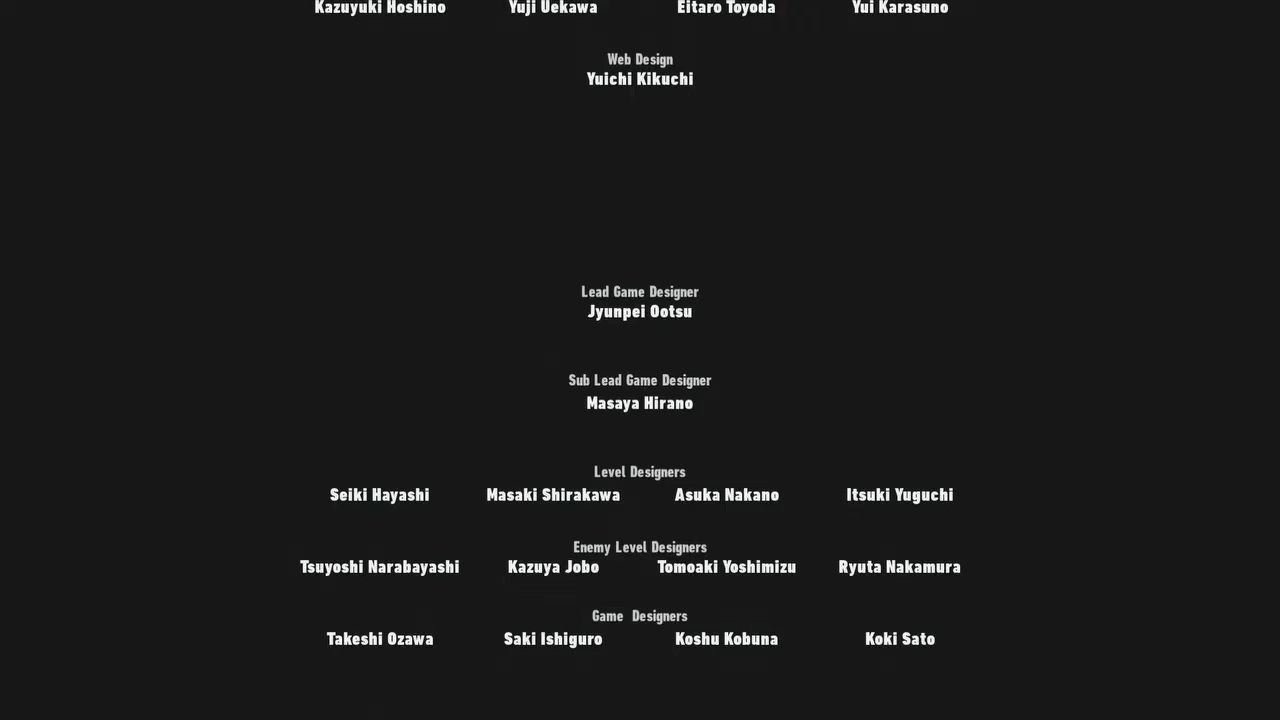 Kazuyuki Hoshino Yuji Uekawa Eitaro Toyoda Yui Karasuno
Web Design
Yuichi Kikuchi
Lead Game Designer
Jyunpei Ootsu
Sub Lead Game Designer
Masaya Hirano
Level Designers
Seiki Hayashi Masaki Shirakawa Asuka Nakano Itsuki Yuguchi
Enemy Level Designers
Tsuyoshi Narabayashi Kazuya Jobo Tomoaki Yoshimizu Ryuta Nakamura
Game Designers
Takeshi Ozawa Saki Ishiguro Koshu Kobuna Koki Sato